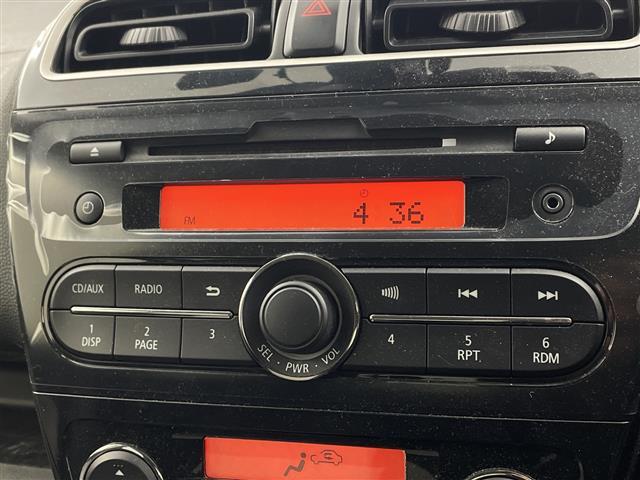 FM 4 36
CD/AUX RADIO
1 DISP 2 PAGE 3 4 5 RPT 6 RDM
SEL · PWR · VOL